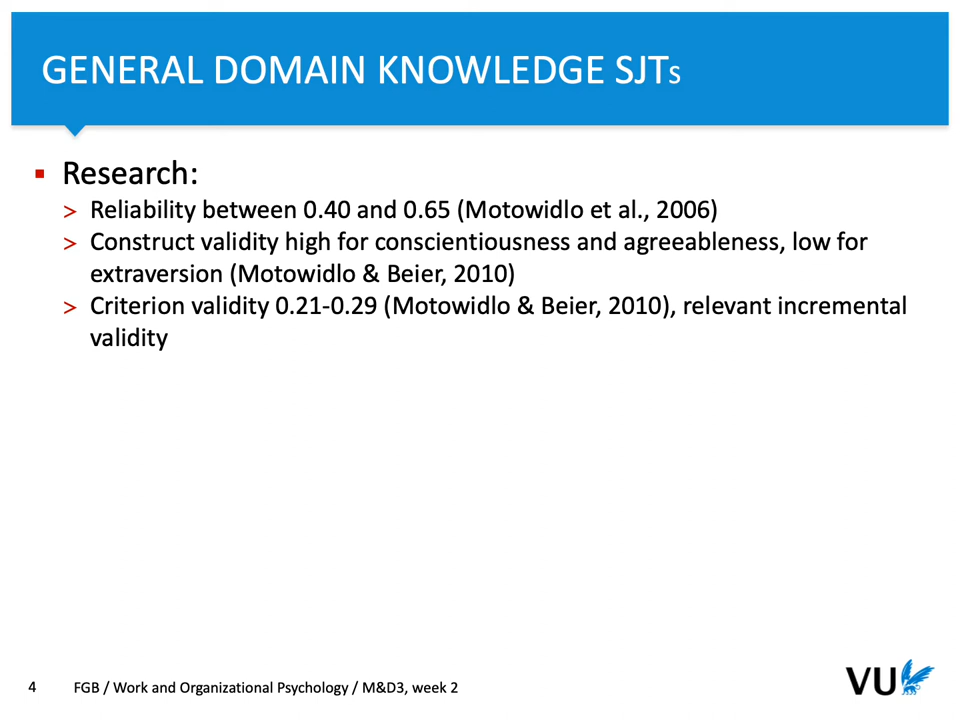 GENERAL DOMAIN KNOWLEDGE SJTs
▪ Research:
> Reliability between 0.40 and 0.65 (Motowidlo et al., 2006)
> Construct validity high for conscientiousness and agreeableness, low for
extraversion (Motowidlo & Beier, 2010)
> Criterion validity 0.21-0.29 (Motowidlo & Beier, 2010), relevant incremental
validity
4 FGB / Work and Organizational Psychology / M&D3, week 2
VU